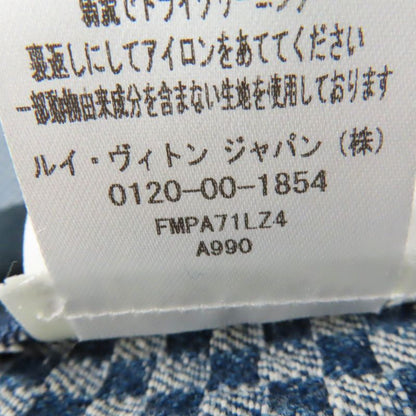 裏返しにしてアイロンをあててください
一部動物由来成分を含まない生地を使用しております
ルイ・ヴィトン ジャパン（株）
0120-00-1854
FMPA71LZ4
A990